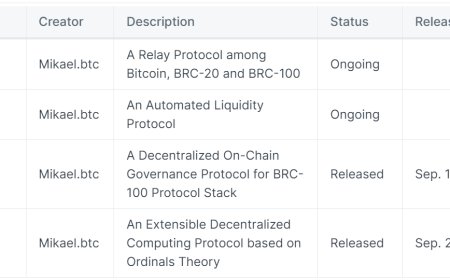 Creator Description Status Releas
A Relay Protocol among
Mikael.btc Ongoing
Bitcoin, BRC-20 and BRC-100
An Automated Liquidity
Mikael.btc Ongoing
Protocol
A Decentralized On-Chain
Mikael.btc Governance Protocol for BRC- Released Sep. 1
100 Protocol Stack
An Extensible Decentralized
Mikael.btc Computing Protocol based on Released Sep. 2
Ordinals Theory